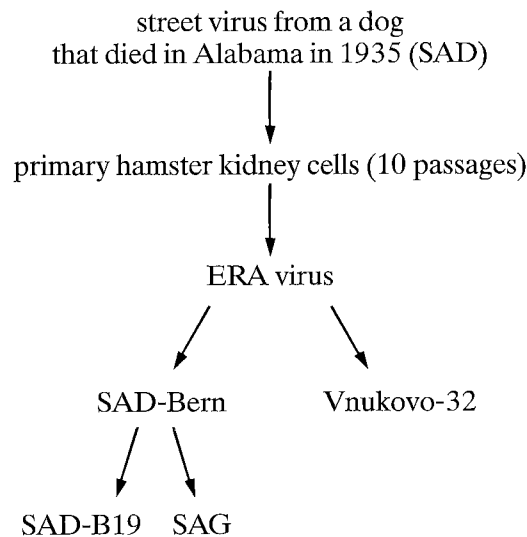 street virus from a dog
that died in Alabama in 1935 (SAD)
primary hamster kidney cells (10 passages)
ERA virus
SAD-Bern
Vnukovo-32
SAD-B19
SAG